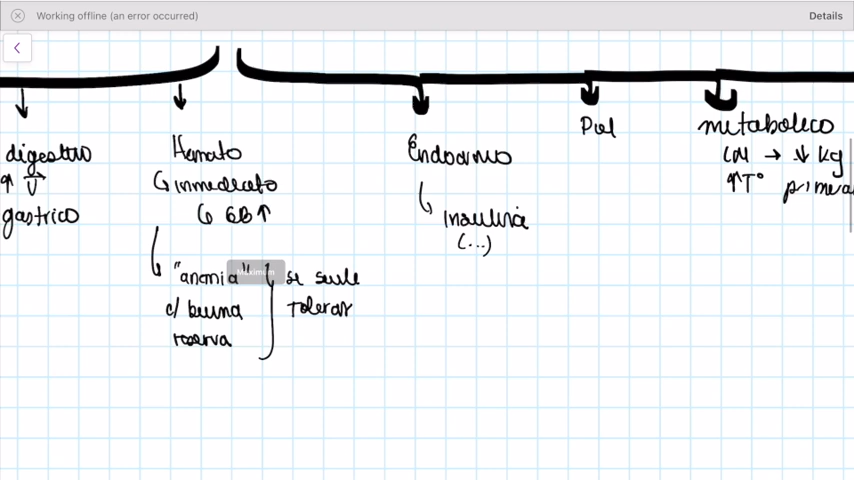 Working offline (an error occurred)
Details
digestivo
↑ V
gastrico
Hemato
↳ inmediato
↳ GB↑
"anemia"
c/ buena
reserva
se suele
tolerar
Maximum
Endocrino
↳ Insulina
(...)
Piel
metabolico
→ ↓ kg
↑T°
primera